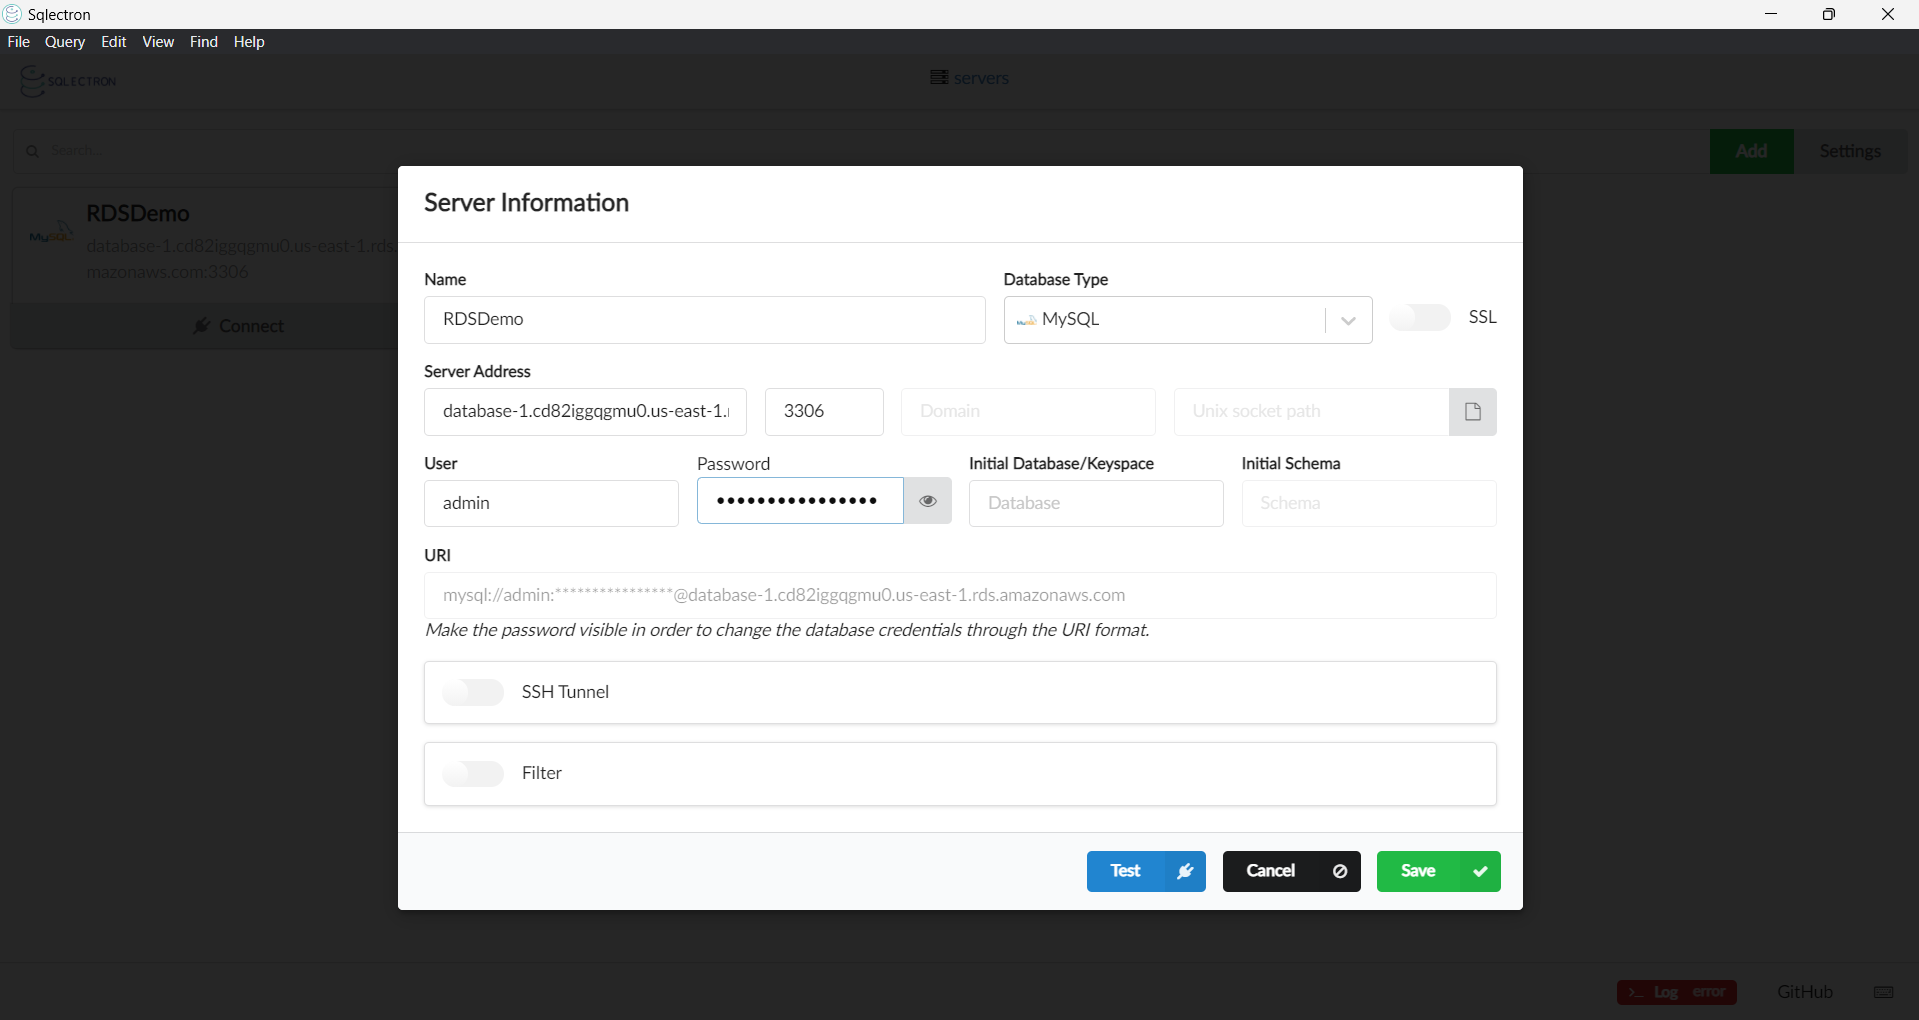 Sqlectron
File Query Edit View Find Help
SQLECTRON
servers
Search...
Add Settings
RDSDemo
MySQL
database-1.cd82iggqgmu0.us-east-1.rds
mazonaws.com:3306
Connect
Server Information
Name Database Type
RDSDemo MySQL MySQL SSL
Server Address
database-1.cd82iggqgmu0.us-east-1. 3306 Domain Unix socket path
User Password Initial Database/Keyspace Initial Schema
admin •••••••••••••••• Database Schema
URI
mysql://admin:****************@database-1.cd82iggqgmu0.us-east-1.rds.amazonaws.com
Make the password visible in order to change the database credentials through the URI format.
SSH Tunnel
Filter
Test Cancel Save
>_ Log error GitHub